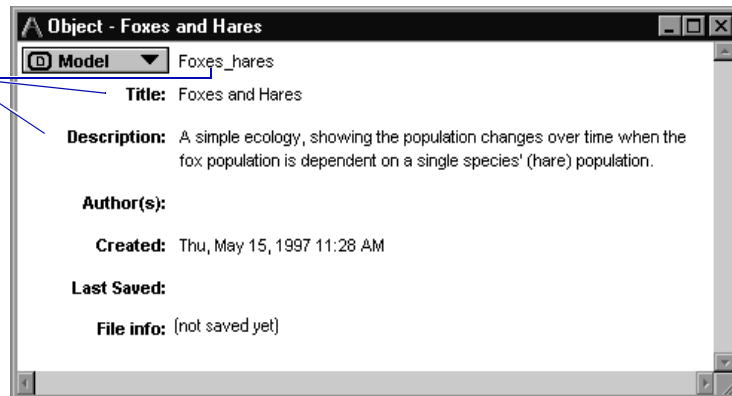 Object - Foxes and Hares
D Model Foxes_hares
Title: Foxes and Hares
Description: A simple ecology, showing the population changes over time when the
fox population is dependent on a single species' (hare) population.
Author(s):
Created: Thu, May 15, 1997 11:28 AM
Last Saved:
File info: (not saved yet)